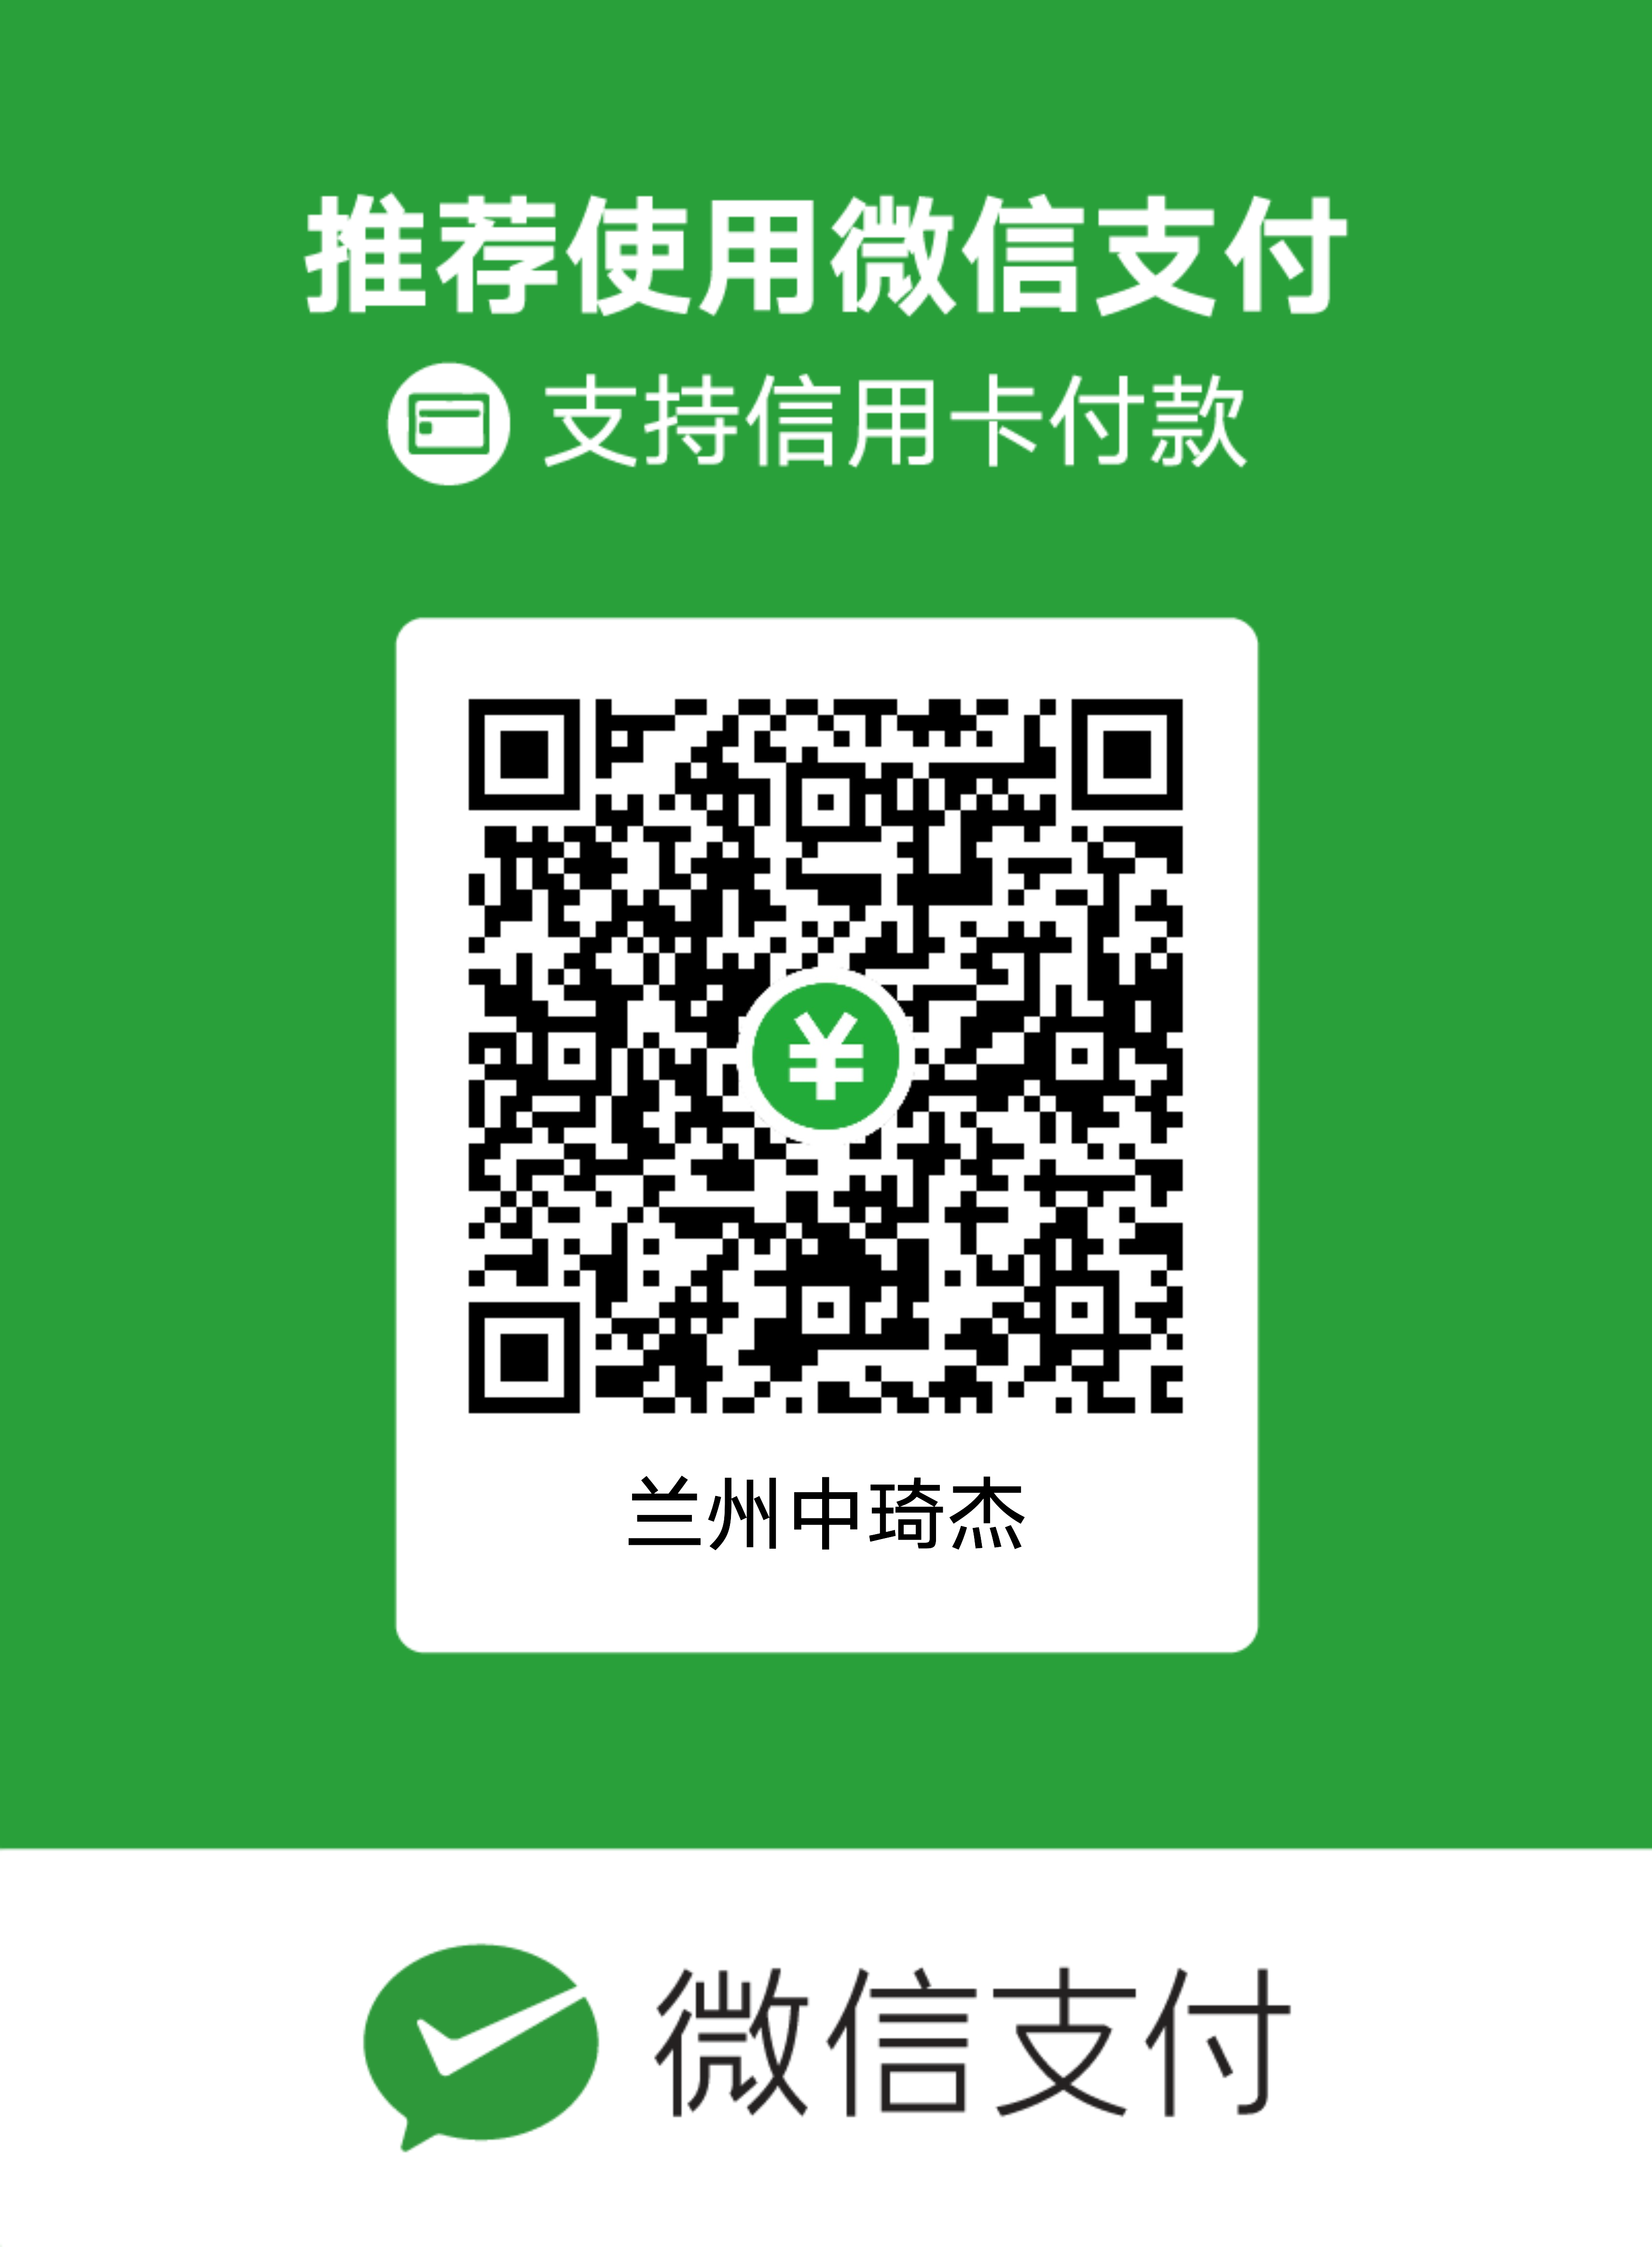 推荐使用微信支付
支持信用卡付款
¥
兰州中琦杰
微信支付